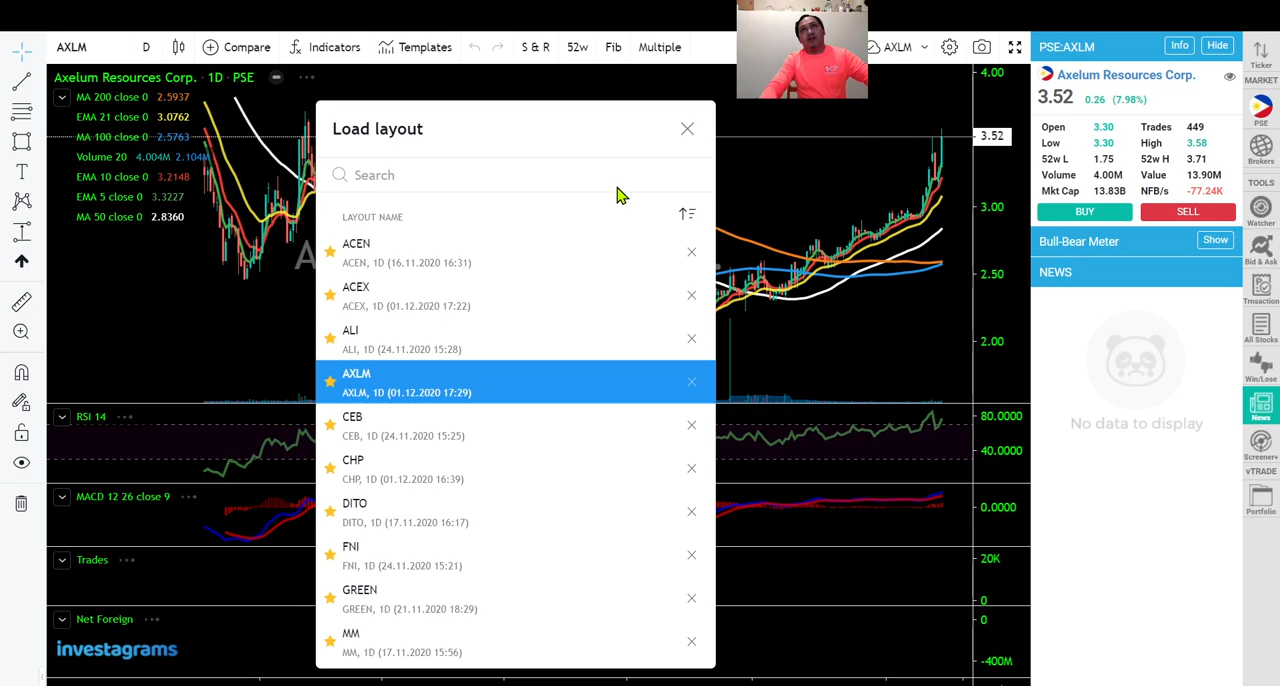 AXLM D Compare Indicators Templates S & R 52w Fib Multiple AXLM
Axelum Resources Corp. · 1D · PSE
MA 200 close 0 2.5937
EMA 21 close 0 3.0762
MA 100 close 0 2.5763
Volume 20 4.004M 2.104M
EMA 10 close 0 3.2148
EMA 5 close 0 3.3227
MA 50 close 0 2.8360
RSI 14
MACD 12 26 close 9
Trades
Net Foreign
investagrams
Load layout
Search
LAYOUT NAME
ACEN
ACEN, 1D (16.11.2020 16:31)
ACEX
ACEX, 1D (01.12.2020 17:22)
ALI
ALI, 1D (24.11.2020 15:28)
AXLM
AXLM, 1D (01.12.2020 17:29)
CEB
CEB, 1D (24.11.2020 15:25)
CHP
CHP, 1D (01.12.2020 16:39)
DITO
DITO, 1D (17.11.2020 16:17)
FNI
FNI, 1D (24.11.2020 15:21)
GREEN
GREEN, 1D (21.11.2020 18:29)
MM
MM, 1D (17.11.2020 15:56)
4.00
3.52
3.00
2.50
2.00
80.0000
40.0000
0.0000
20K
0
0
-400M
PSE:AXLM Info Hide
Axelum Resources Corp.
3.52 0.26 (7.98%)
Open 3.30 Trades 449
Low 3.30 High 3.58
52w L 1.75 52w H 3.71
Volume 4.00M Value 13.90M
Mkt Cap 13.83B NFB/s -77.24K
BUY SELL
Bull-Bear Meter Show
NEWS
No data to display
Ticker
MARKET
PSE
Brokers
TOOLS
Watcher
Bid & Ask
Trnsaction
All Stocks
Win/Lose
News
Screener+
vTRADE
Portfolio